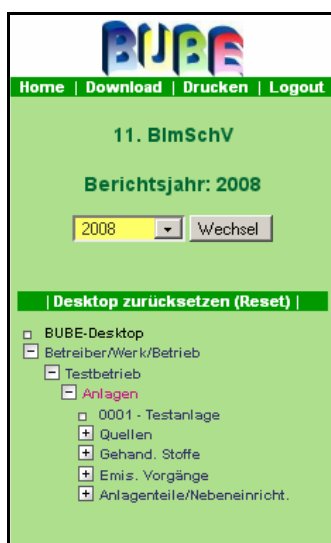 BUBE
Home | Download | Drucken | Logout
11. BImSchV
Berichtsjahr: 2008
2008 Wechsel
| Desktop zurücksetzen (Reset) |
BUBE-Desktop
Betreiber/Werk/Betrieb
Testbetrieb
Anlagen
0001 - Testanlage
Quellen
Gehand. Stoffe
Emis. Vorgänge
Anlagenteile/Nebeneinricht.